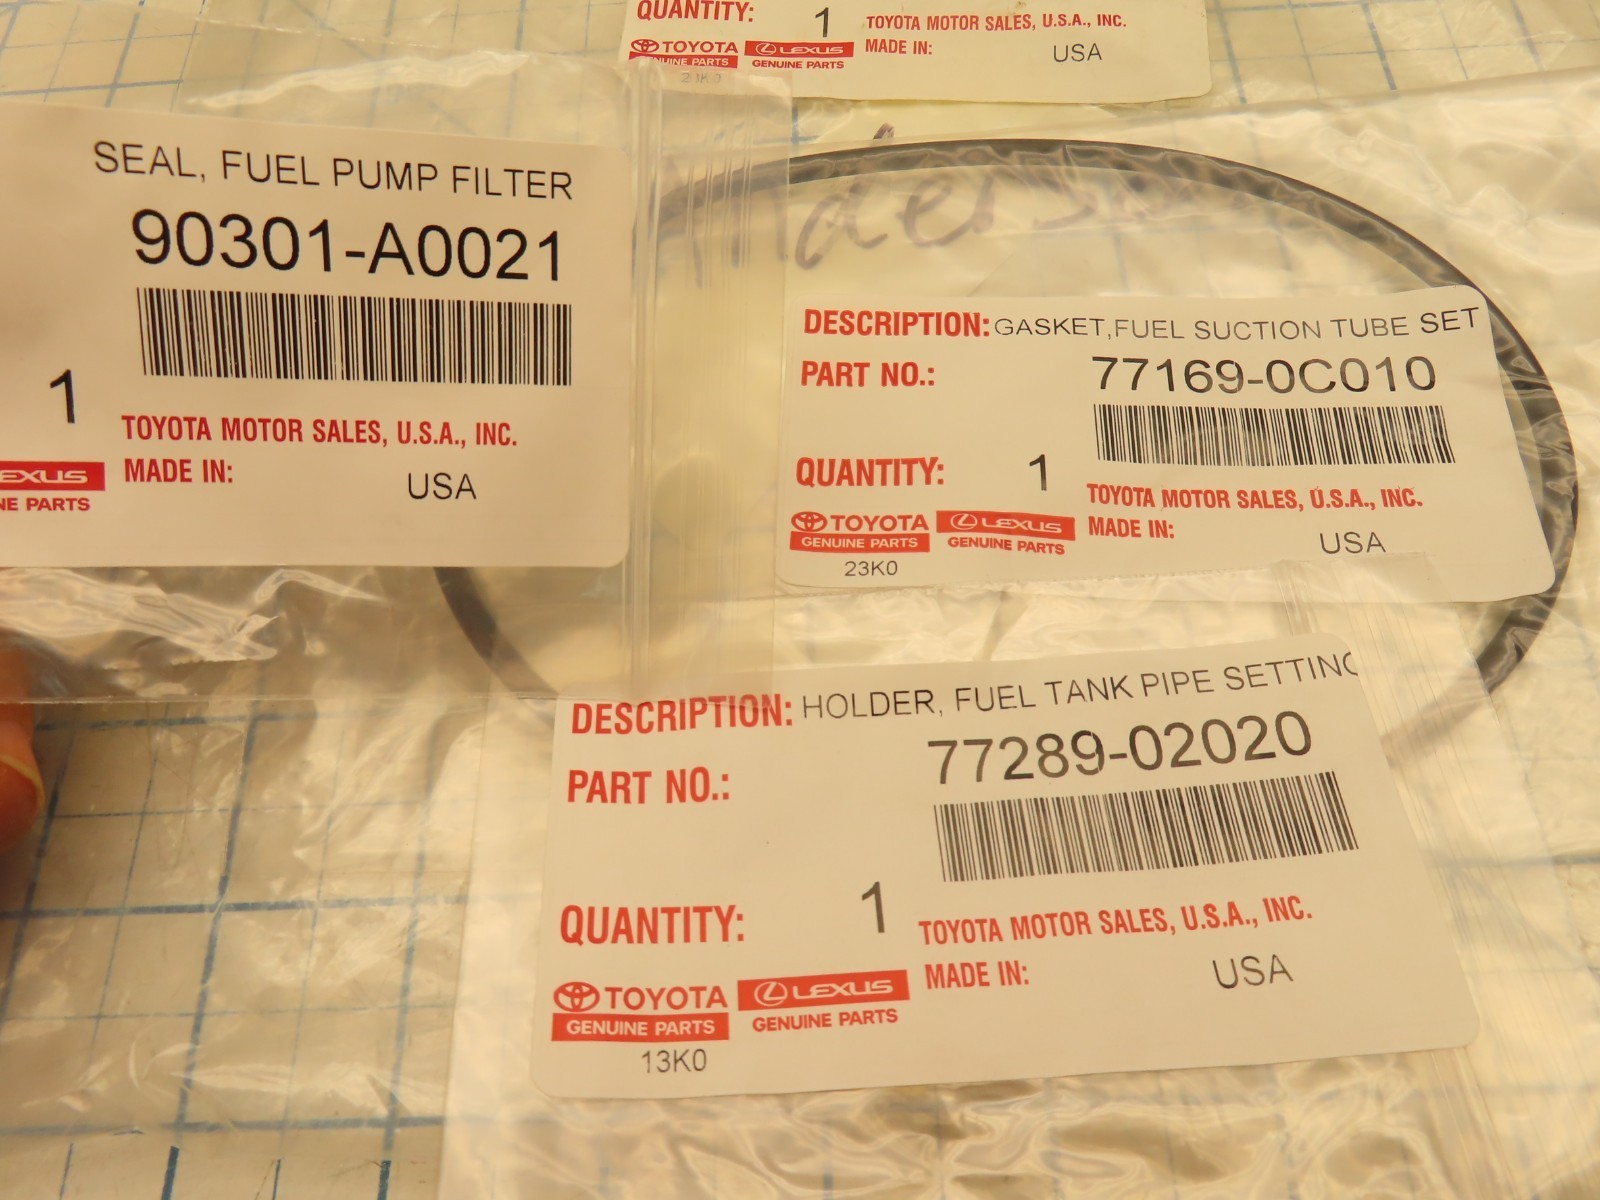 QUANTITY: 1 TOYOTA MOTOR SALES, U.S.A., INC.
TOYOTA LEXUS MADE IN: USA
GENUINE PARTS GENUINE PARTS
SEAL, FUEL PUMP FILTER
90301-A0021
1
TOYOTA MOTOR SALES, U.S.A., INC.
EXUS MADE IN: USA
NE PARTS
DESCRIPTION: GASKET,FUEL SUCTION TUBE SET
PART NO.: 77169-0C010
QUANTITY: 1
TOYOTA MOTOR SALES, U.S.A., INC.
TOYOTA LEXUS MADE IN: USA
GENUINE PARTS GENUINE PARTS
23K0
DESCRIPTION: HOLDER, FUEL TANK PIPE SETTING
PART NO.: 77289-02020
QUANTITY: 1
TOYOTA MOTOR SALES, U.S.A., INC.
TOYOTA LEXUS MADE IN: USA
GENUINE PARTS GENUINE PARTS
13K0